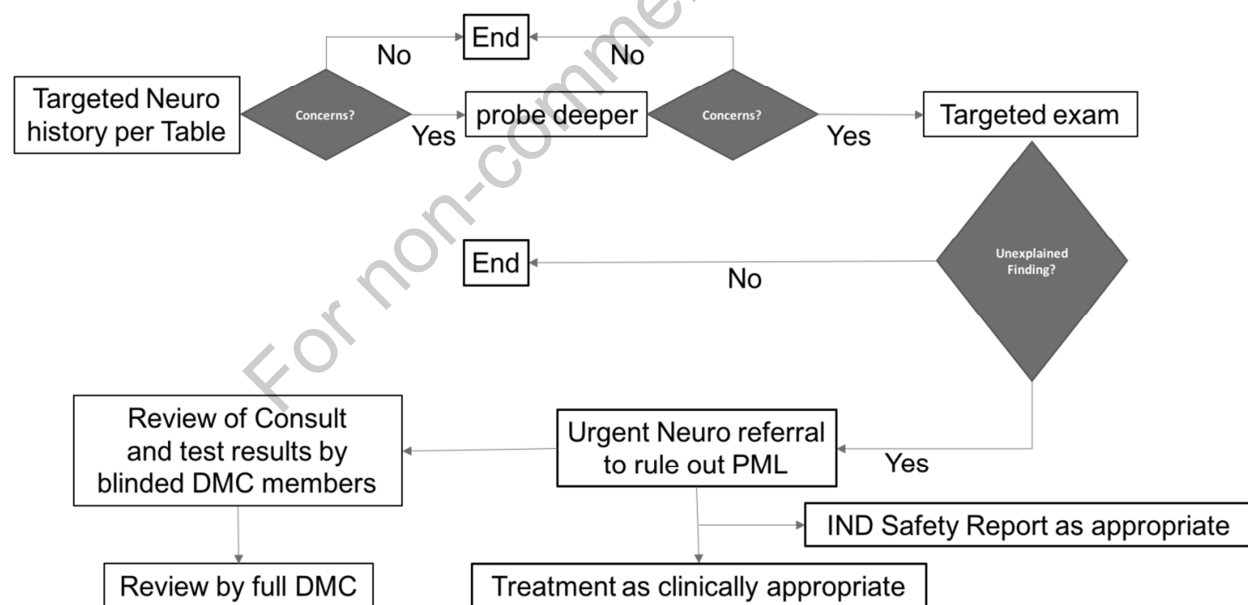 End
No
No
Targeted Neuro
history per Table
Concerns?
Yes
probe deeper
Concerns?
Yes
Targeted exam
Unexplained
Finding?
End
No
Yes
Urgent Neuro referral
to rule out PML
Review of Consult
and test results by
blinded DMC members
IND Safety Report as appropriate
Review by full DMC
Treatment as clinically appropriate
For non-comme